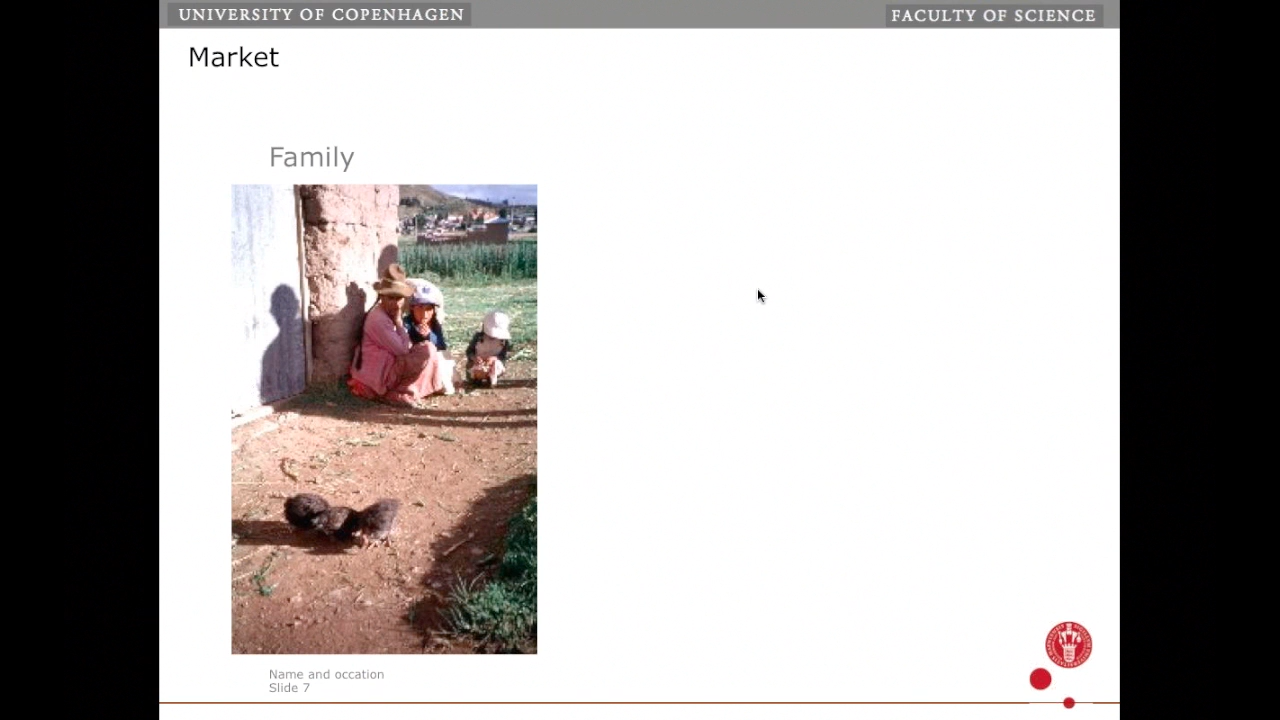 UNIVERSITY OF COPENHAGEN
FACULTY OF SCIENCE
Market
Family
Name and occation
Slide 7